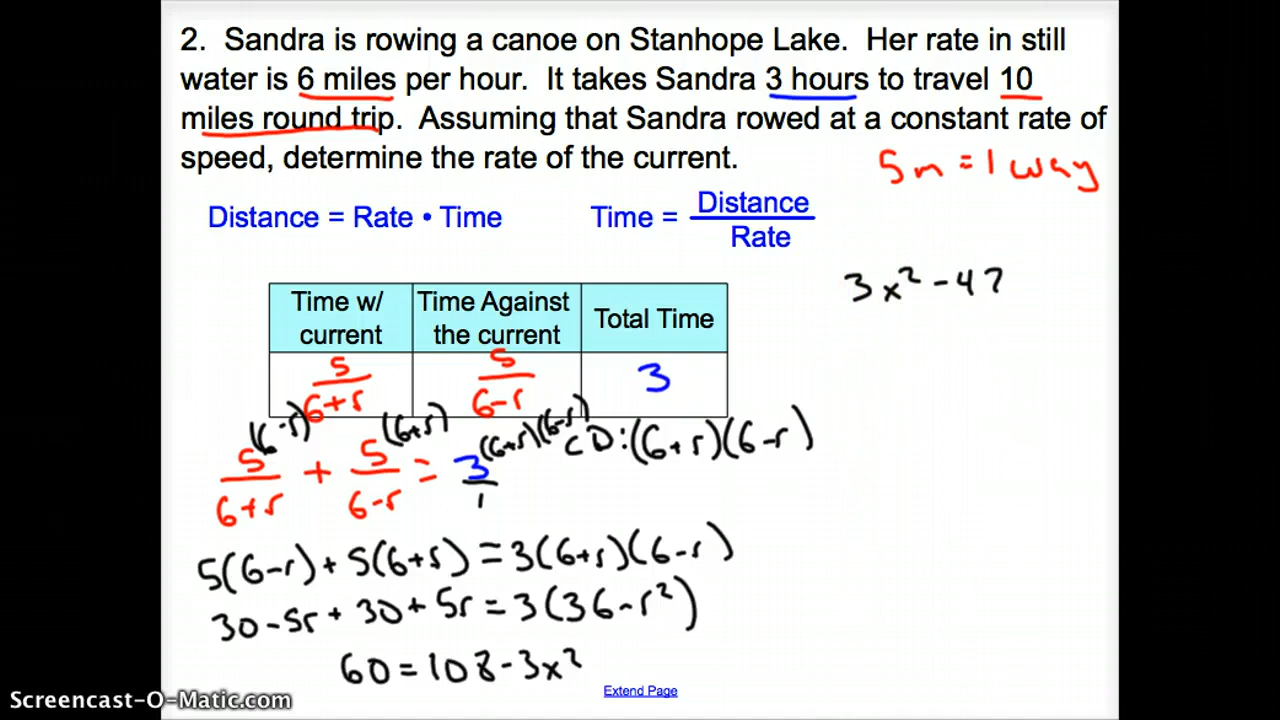 2. Sandra is rowing a canoe on Stanhope Lake. Her rate in still
water is 6 miles per hour. It takes Sandra 3 hours to travel 10
miles round trip. Assuming that Sandra rowed at a constant rate of
speed, determine the rate of the current.
5m = 1 way
Distance = Rate • Time
Time = Distance
Rate
3x² - 47
Time w/ current
Time Against the current
Total Time
5/(6+r)
5/(6-r)
3
(6-r) (6+r) (6+r)(6-r)
CD: (6+r)(6-r)
5/(6+r) + 5/(6-r) = 3/1
5(6-r) + 5(6+r) = 3(6+r)(6-r)
30-5r + 30 + 5r = 3(36-r²)
60 = 108 - 3x²
Extend Page
Screencast-O-Matic.com